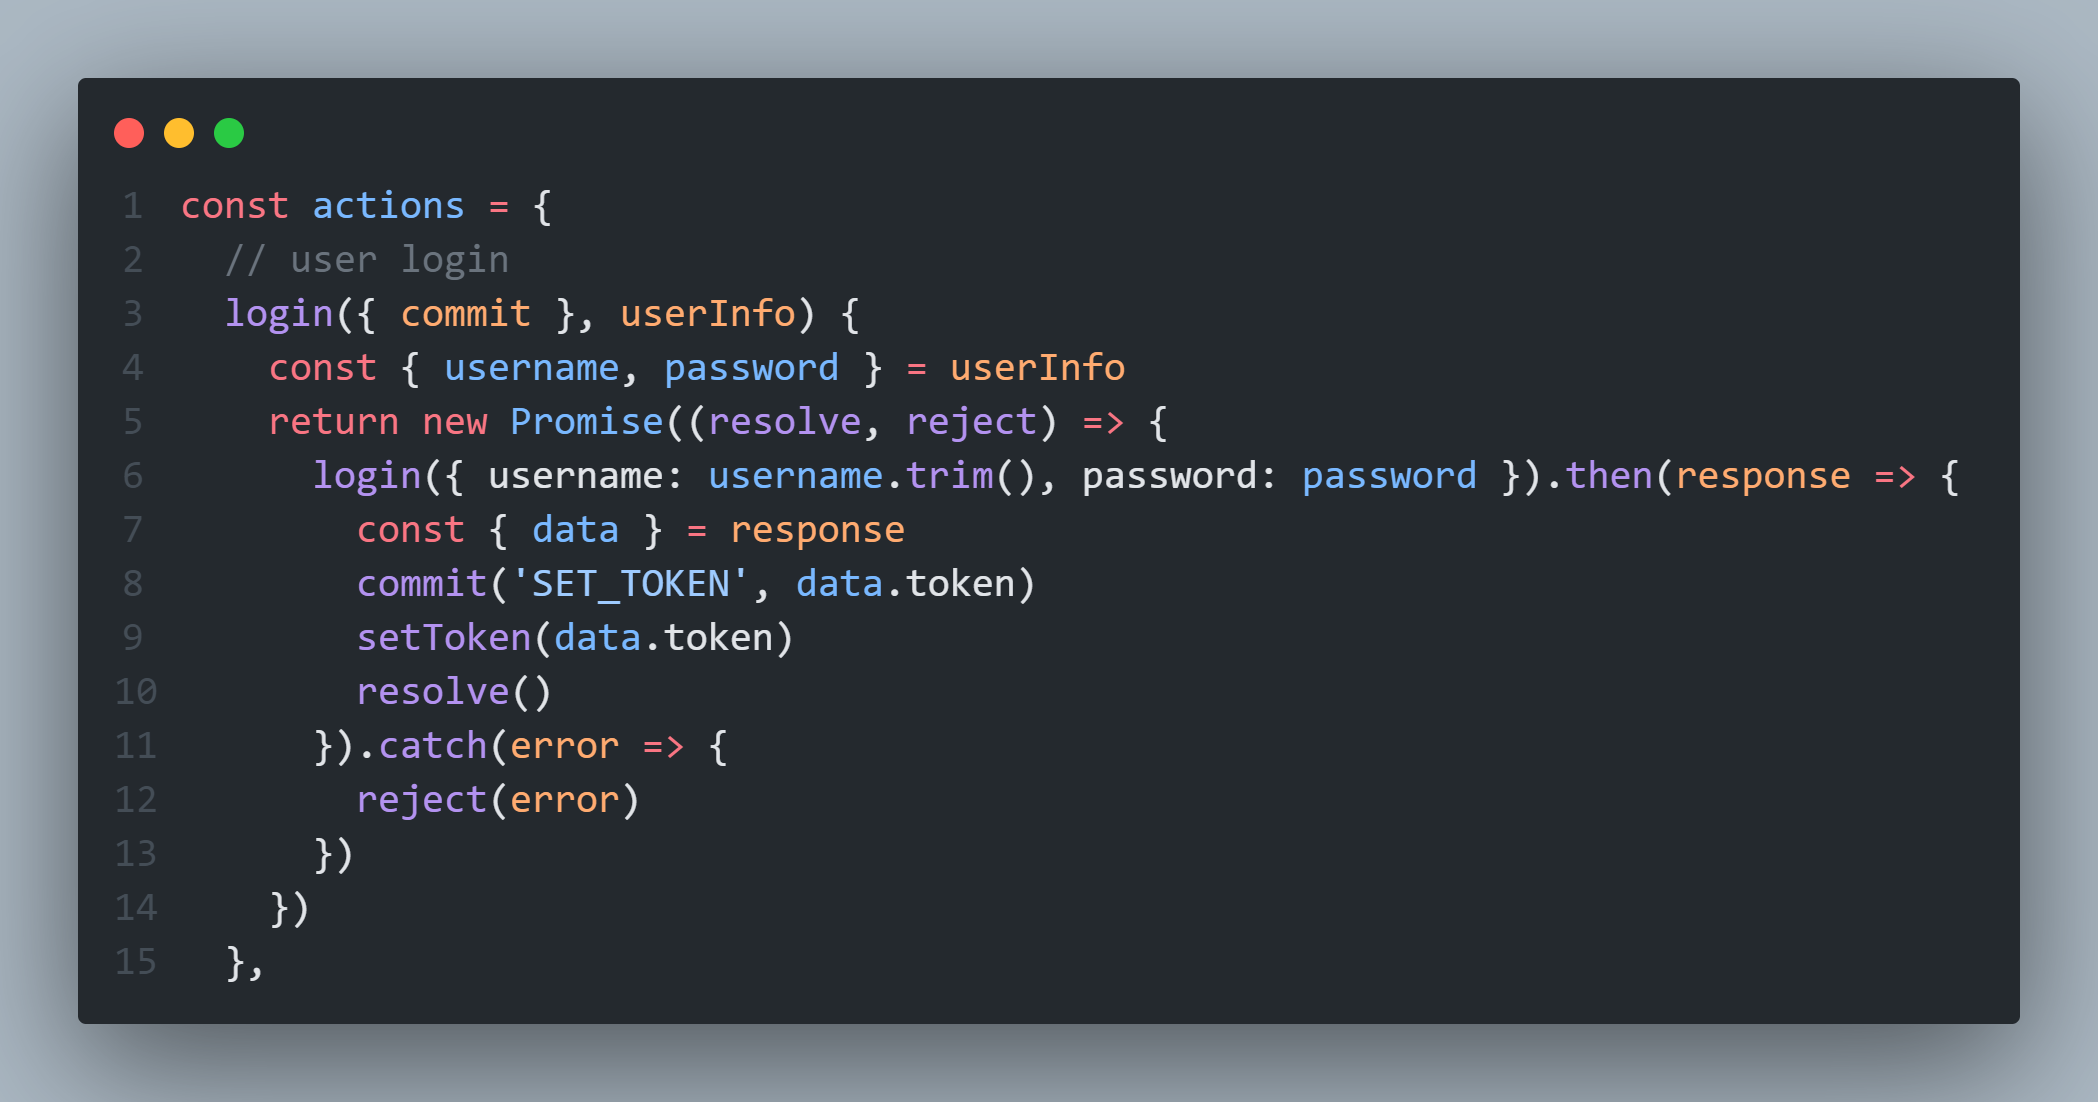 1 const actions = {
2   // user login
3   login({ commit }, userInfo) {
4     const { username, password } = userInfo
5     return new Promise((resolve, reject) => {
6       login({ username: username.trim(), password: password }).then(response => {
7         const { data } = response
8         commit('SET_TOKEN', data.token)
9         setToken(data.token)
10         resolve()
11       }).catch(error => {
12         reject(error)
13       })
14     })
15   },